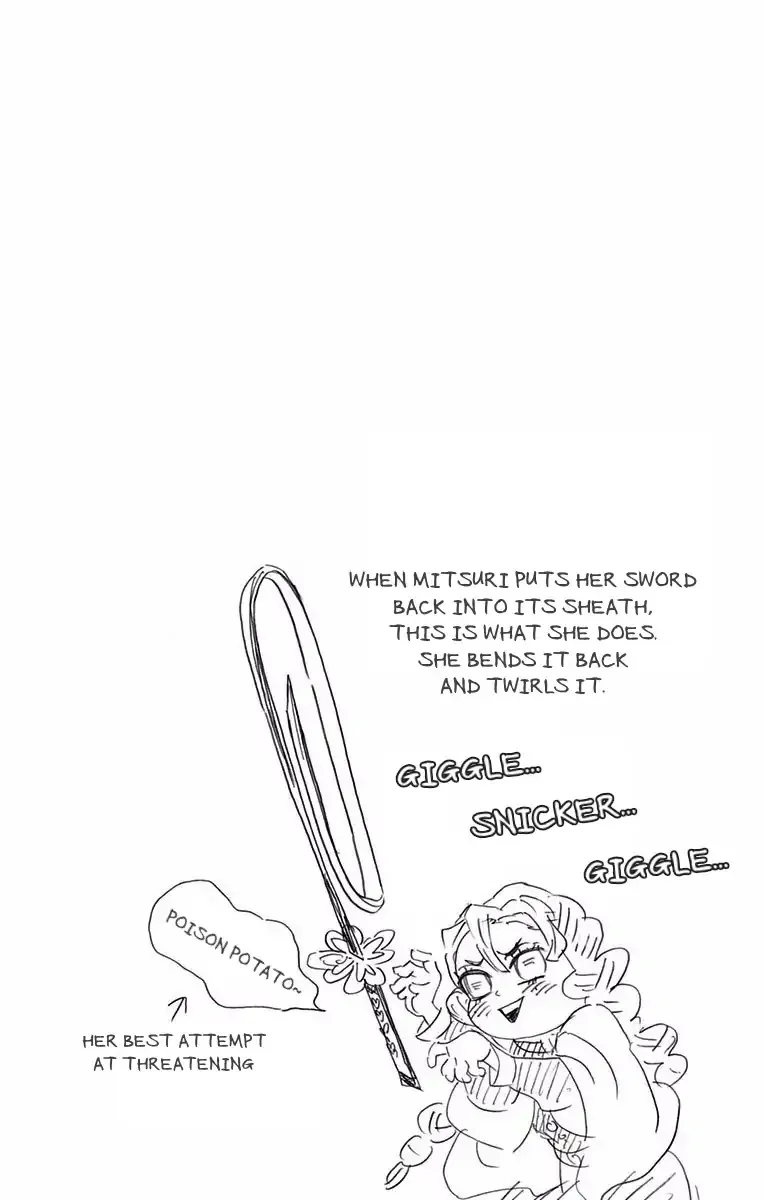 WHEN MITSURI PUTS HER SWORD
BACK INTO ITS SHEATH,
THIS IS WHAT SHE DOES.
SHE BENDS IT BACK
AND TWIRLS IT.
GIGGLE...
SNICKER...
GIGGLE...
POISON POTATO~
HER BEST ATTEMPT
AT THREATENING